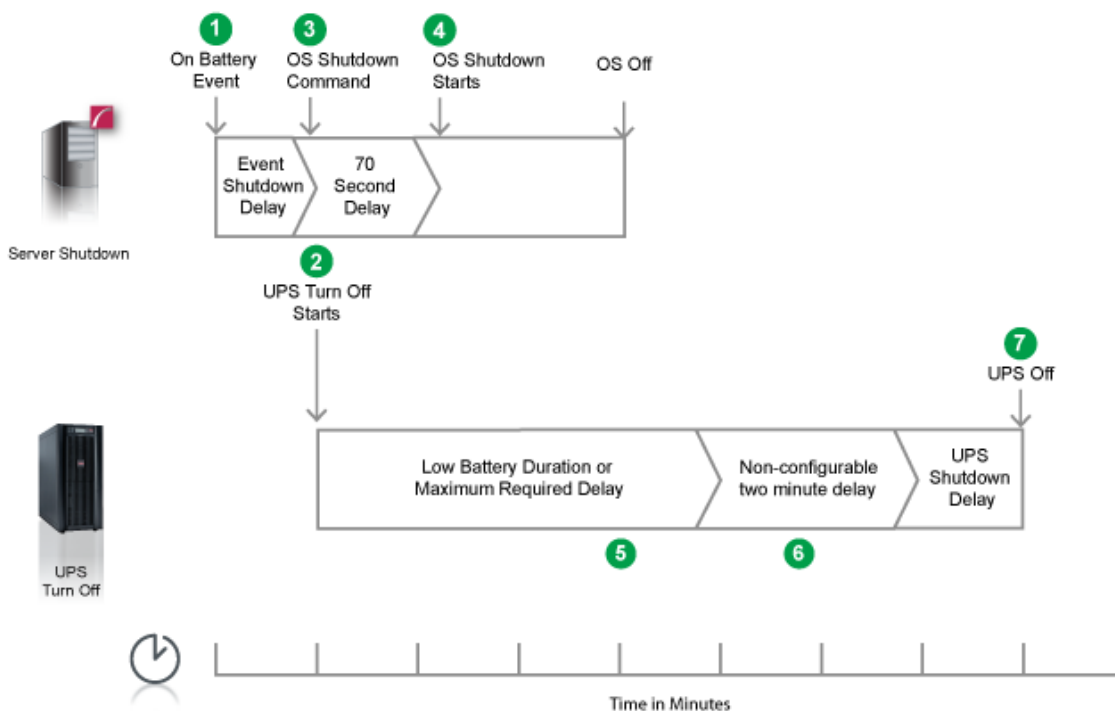 1
On Battery
Event
3
OS Shutdown
Command
4
OS Shutdown
Starts
OS Off
Event
Shutdown
Delay
70
Second
Delay
Server Shutdown
2
UPS Turn Off
Starts
7
UPS Off
Low Battery Duration or
Maximum Required Delay
Non-configurable
two minute delay
UPS
Shutdown
Delay
5
6
UPS
Turn Off
Time in Minutes